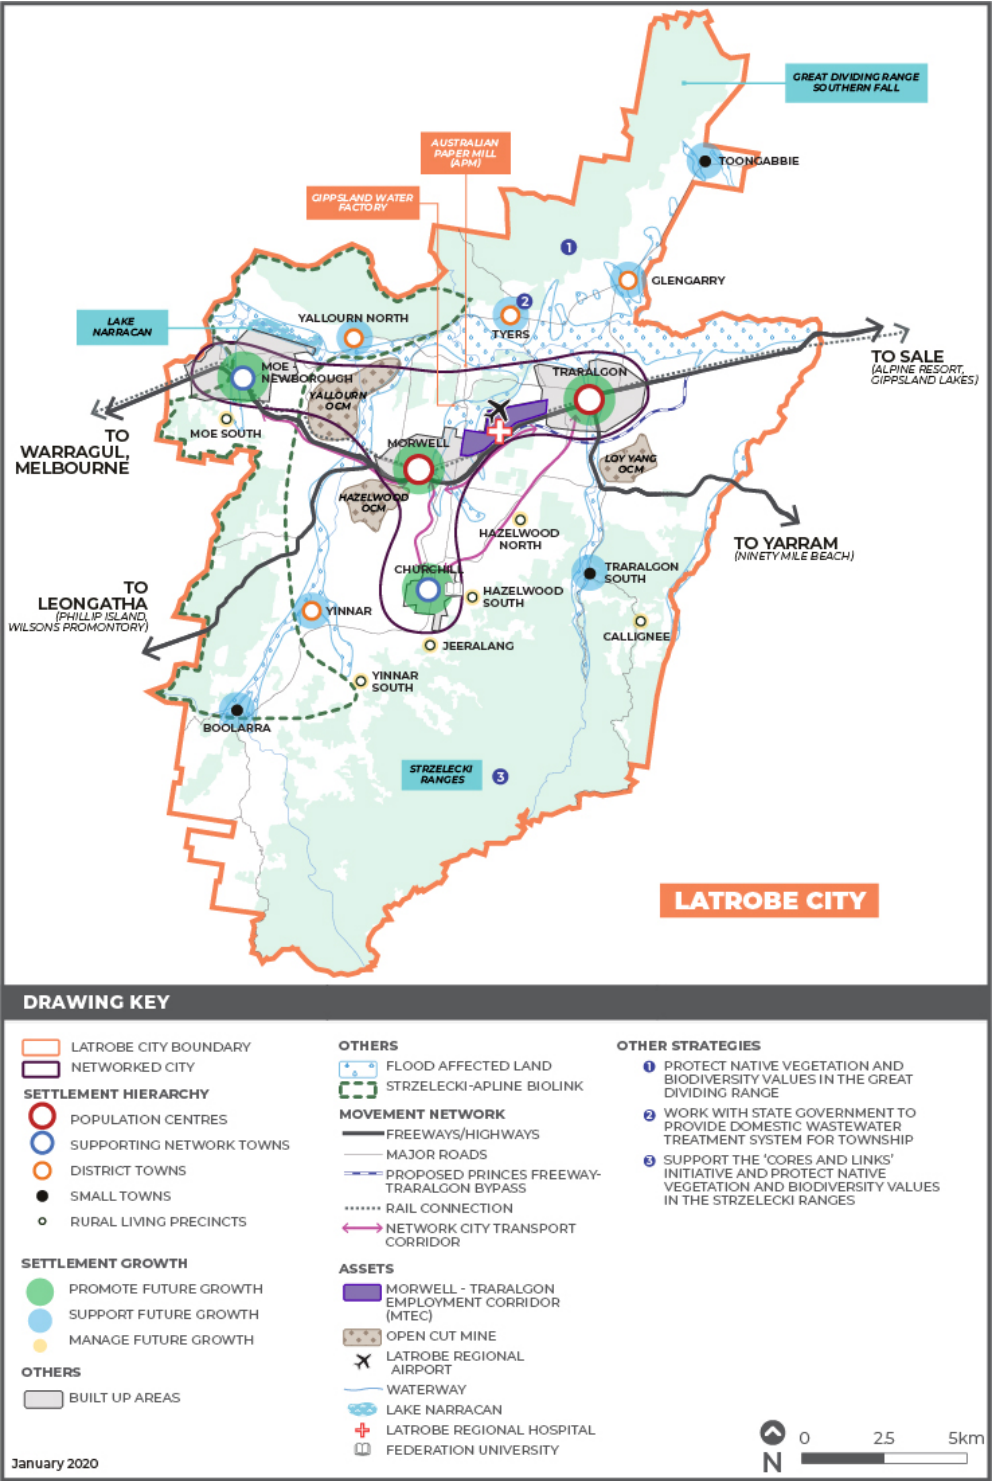 GREAT DIVIDING RANGE
SOUTHERN FALL
AUSTRALIAN
PAPER MILL
(APM)
TOONGABBIE
GIPPSLAND WATER
FACTORY
1
GLENGARRY
2
LAKE
NARRACAN
YALLOURN NORTH
TYERS
TO SALE
(ALPINE RESORT,
GIPPSLAND LAKES)
MOE -
NEWBOROUGH
TRARALGON
YALLOURN
OCM
MOE SOUTH
TO
WARRAGUL,
MELBOURNE
MORWELL
LOY YANG
OCM
HAZELWOOD
OCM
HAZELWOOD
NORTH
TO YARRAM
(NINETY MILE BEACH)
CHURCHILL
TRARALGON
SOUTH
TO
LEONGATHA
(PHILLIP ISLAND,
WILSONS PROMONTORY)
HAZELWOOD
SOUTH
YINNAR
CALLIGNEE
JEERALANG
YINNAR
SOUTH
BOOLARRA
STRZELECKI
RANGES
3
LATROBE CITY
DRAWING KEY
LATROBE CITY BOUNDARY
NETWORKED CITY
SETTLEMENT HIERARCHY
POPULATION CENTRES
SUPPORTING NETWORK TOWNS
DISTRICT TOWNS
SMALL TOWNS
RURAL LIVING PRECINCTS
SETTLEMENT GROWTH
PROMOTE FUTURE GROWTH
SUPPORT FUTURE GROWTH
MANAGE FUTURE GROWTH
OTHERS
BUILT UP AREAS
OTHERS
FLOOD AFFECTED LAND
STRZELECKI-APLINE BIOLINK
MOVEMENT NETWORK
FREEWAYS/HIGHWAYS
MAJOR ROADS
PROPOSED PRINCES FREEWAY-
TRARALGON BYPASS
RAIL CONNECTION
NETWORK CITY TRANSPORT
CORRIDOR
ASSETS
MORWELL - TRARALGON
EMPLOYMENT CORRIDOR
(MTEC)
OPEN CUT MINE
LATROBE REGIONAL
AIRPORT
WATERWAY
LAKE NARRACAN
LATROBE REGIONAL HOSPITAL
FEDERATION UNIVERSITY
OTHER STRATEGIES
1 PROTECT NATIVE VEGETATION AND
BIODIVERSITY VALUES IN THE GREAT
DIVIDING RANGE
2 WORK WITH STATE GOVERNMENT TO
PROVIDE DOMESTIC WASTEWATER
TREATMENT SYSTEM FOR TOWNSHIP
3 SUPPORT THE 'CORES AND LINKS'
INITIATIVE AND PROTECT NATIVE
VEGETATION AND BIODIVERSITY VALUES
IN THE STRZELECKI RANGES
January 2020
N
0 2.5 5km